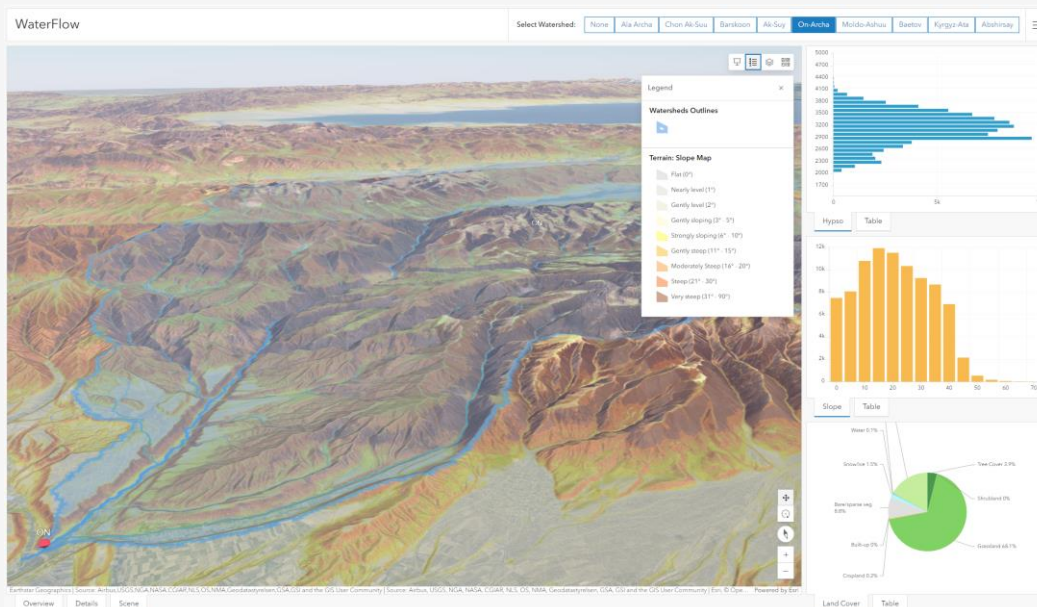 WaterFlow
Select Watershed:
None
Ala Archa
Chon Ak-Suu
Barskoon
Ak-Suy
On-Archa
Moldo-Ashuu
Baetov
Kyrgyz-Ata
Abshirsay
Legend
Watersheds Outlines
Terrain: Slope Map
Flat (0°)
Nearly level (1°)
Gently level (2°)
Gently sloping (3° - 5°)
Strongly sloping (6° - 10°)
Gently steep (11° - 15°)
Moderately Steep (16° - 20°)
Steep (21° - 30°)
Very steep (31° - 90°)
ON
5000
4700
4400
4100
3800
3500
3200
2900
2600
2300
2000
1700
0
5k
Hypso
Table
12k
10k
8k
6k
4k
2k
0
0
10
20
30
40
50
60
70
Slope
Table
Water 0.1%
Snow/Ice 1.5%
Bare/sparse veg
Built-up 0%
Cropland 0.2%
Tree Cover 3.9%
Shrubland 0%
Grassland
Land Cover
Table
Powered by Esri
Overview
Details
Scene